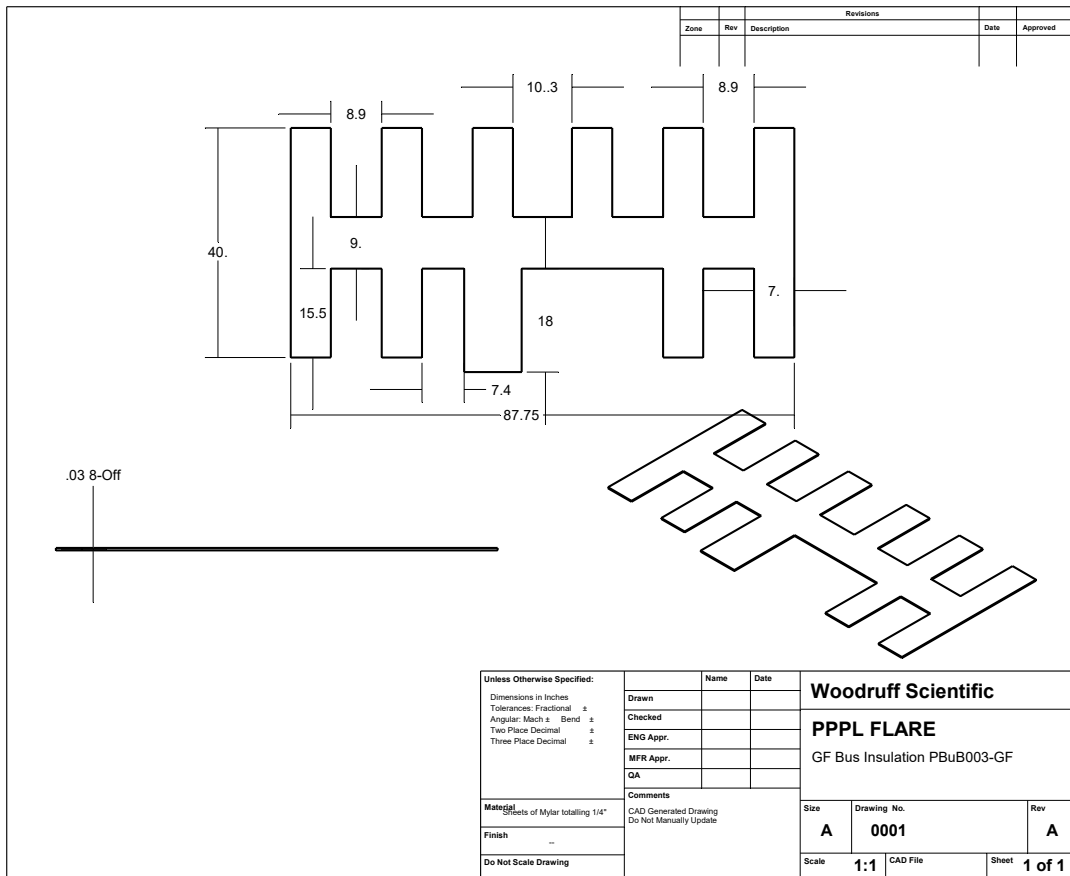 Revisions
Zone Rev Description Date Approved
10..3 8.9
8.9
40.
9.
7.
15.5
18
7.4
87.75
.03 8-Off
Unless Otherwise Specified:
Dimensions in Inches
Tolerances: Fractional ±
Angular: Mach ± Bend ±
Two Place Decimal ±
Three Place Decimal ±
Material
Sheets of Mylar totalling 1/4"
Finish
--
Do Not Scale Drawing
Name Date
Drawn
Checked
ENG Appr.
MFR Appr.
QA
Comments
CAD Generated Drawing
Do Not Manually Update
Woodruff Scientific
PPPL FLARE
GF Bus Insulation PBuB003-GF
Size Drawing No. Rev
A 0001 A
Scale 1:1 CAD File Sheet 1 of 1